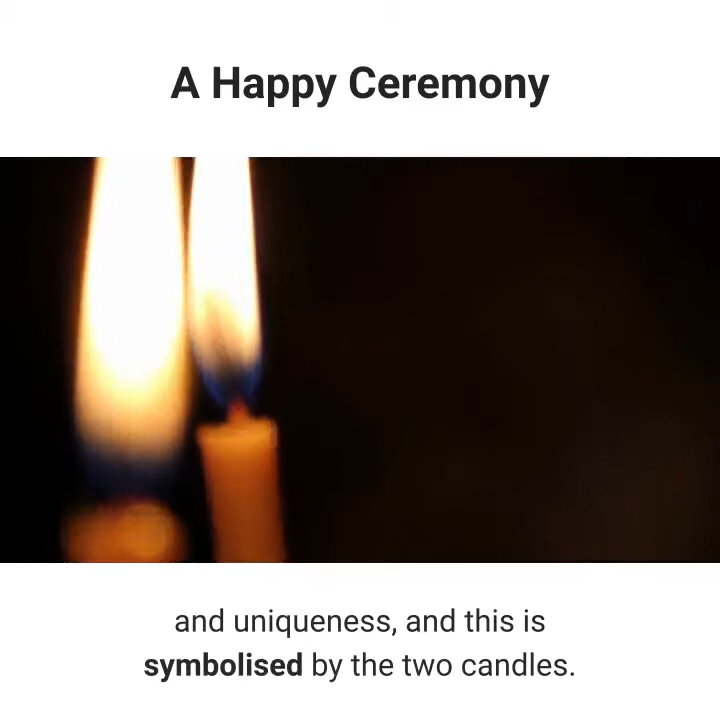 A Happy Ceremony
and uniqueness, and this is
symbolised by the two candles.